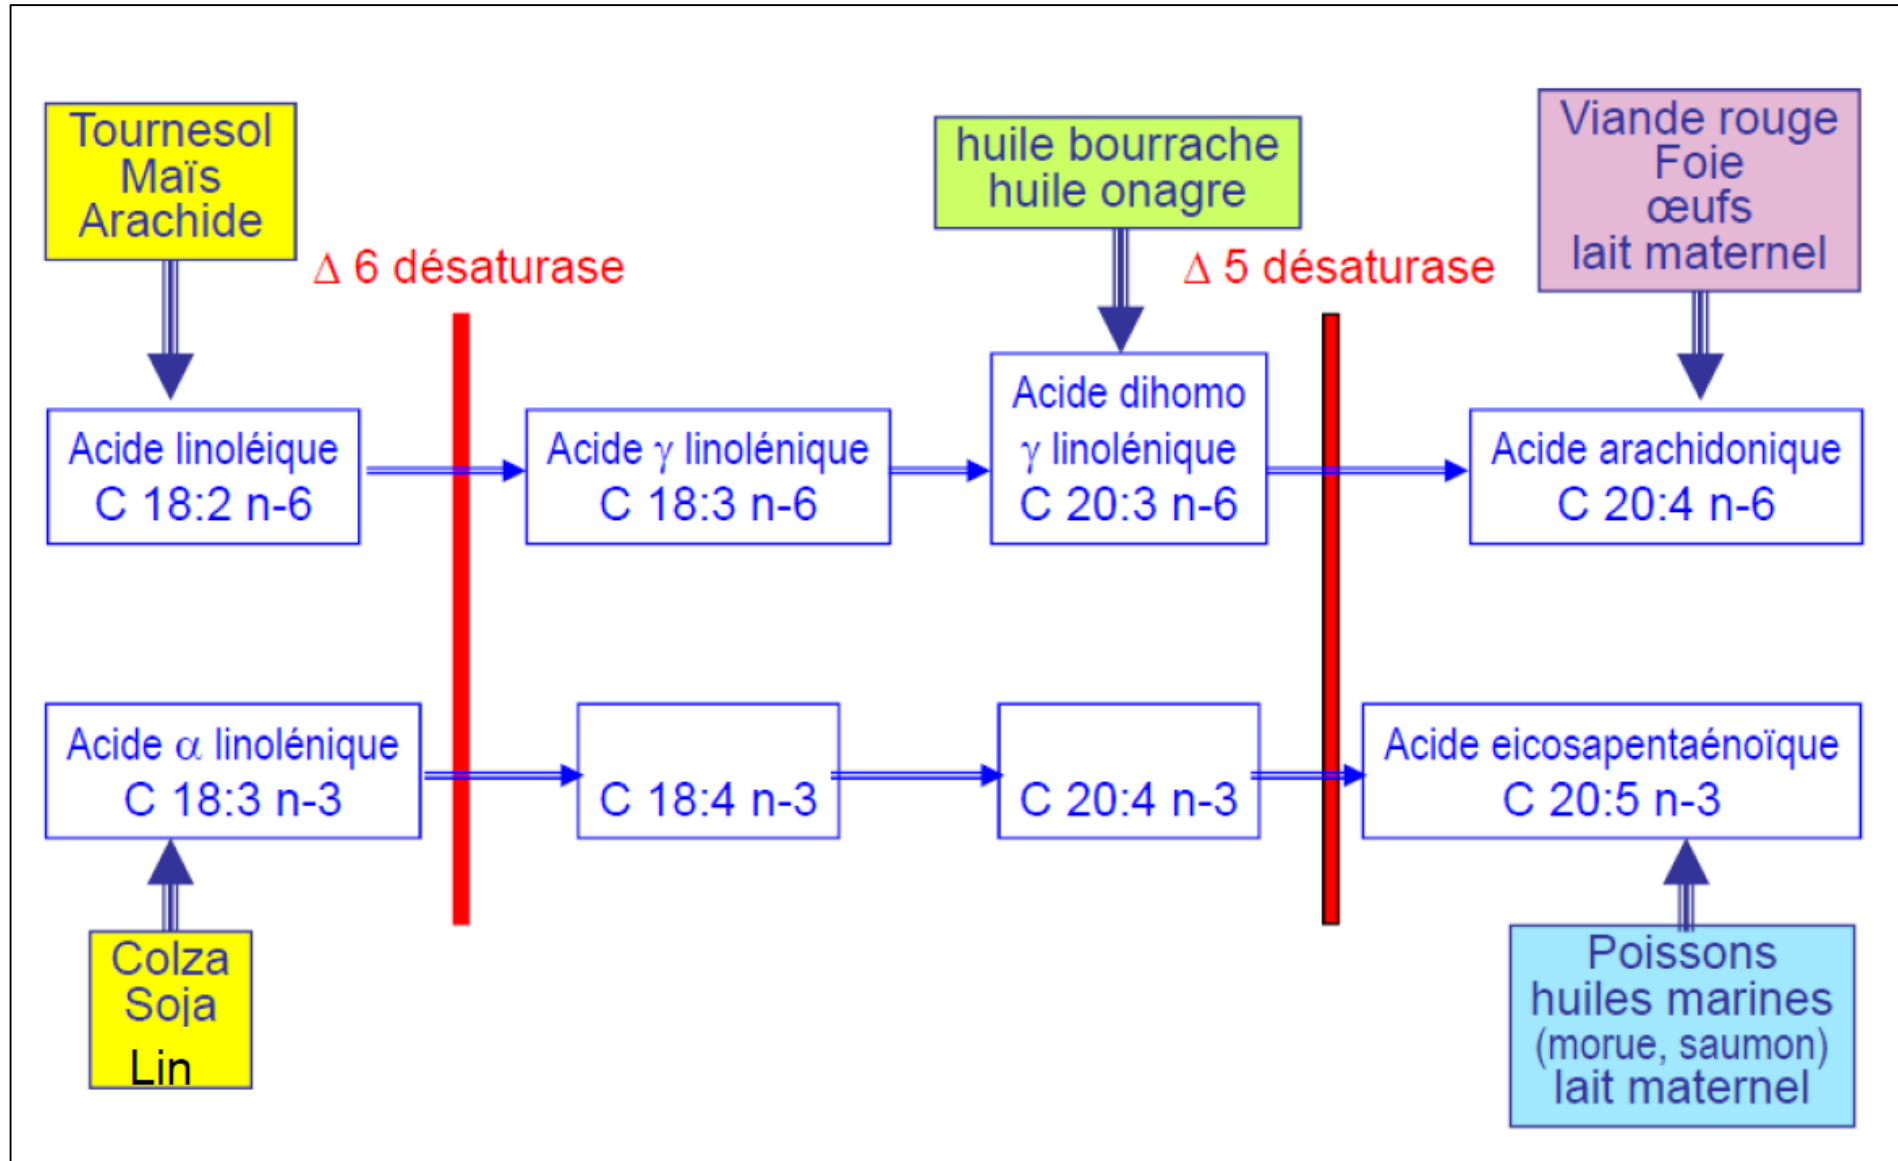 Tournesol
Maïs
Arachide
huile bourrache
huile onagre
Viande rouge
Foie
œufs
lait maternel
Δ 6 désaturase
Δ 5 désaturase
Acide linoléique
C 18:2 n-6
Acide γ linolénique
C 18:3 n-6
Acide dihomo
γ linolénique
C 20:3 n-6
Acide arachidonique
C 20:4 n-6
Acide α linolénique
C 18:3 n-3
C 18:4 n-3
C 20:4 n-3
Acide eicosapentaénoïque
C 20:5 n-3
Colza
Soja
Lin
Poissons
huiles marines
(morue, saumon)
lait maternel